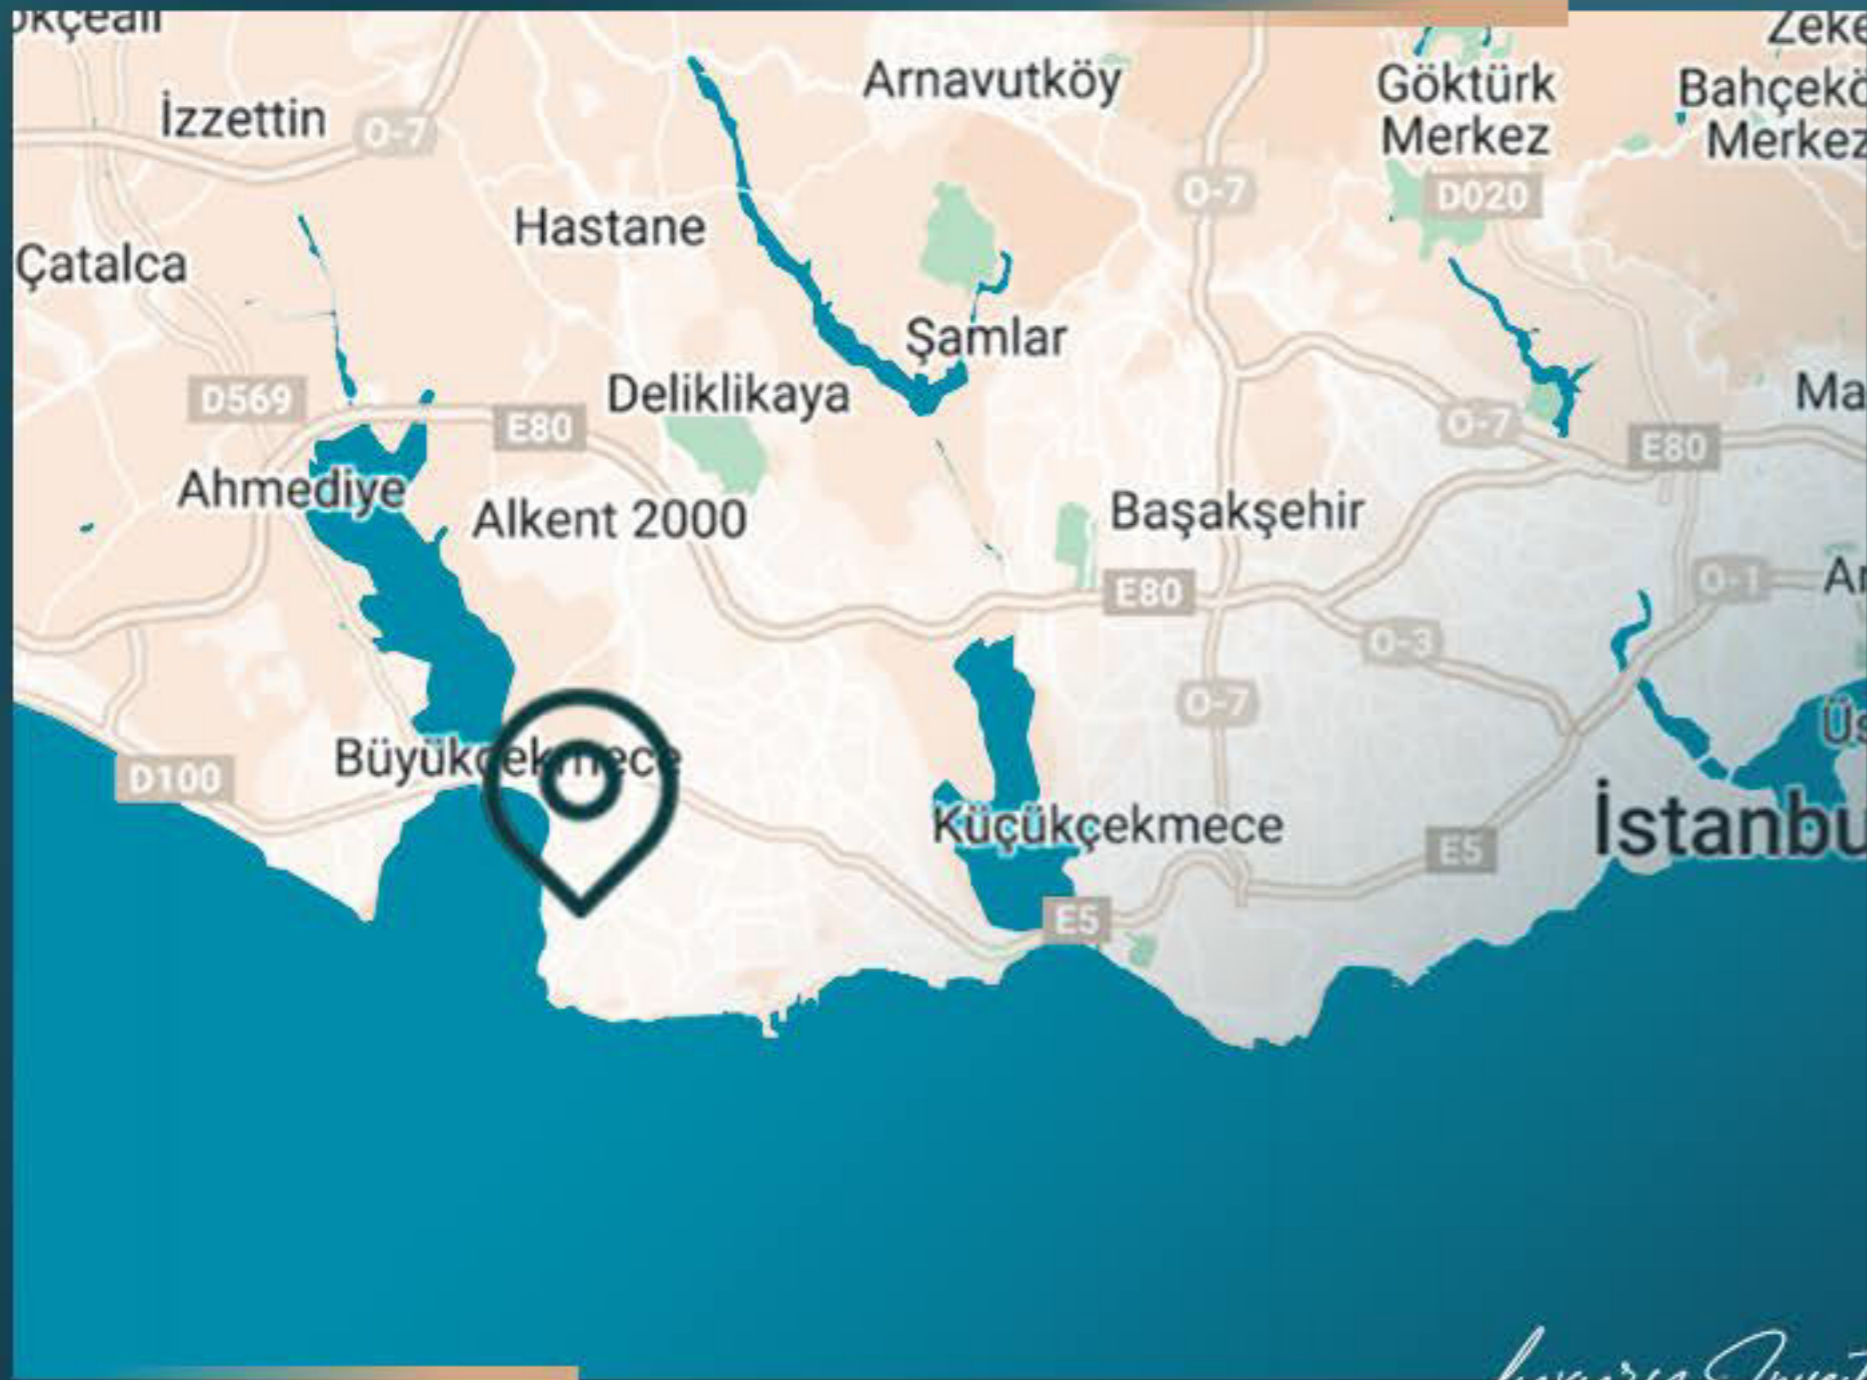 İzzettin
O-7
Arnavutköy
Göktürk
Merkez
Merkez
Çatalca
Hastane
O-7
D020
Şamlar
D569
E80
Deliklikaya
O-7
E80
Ahmediye
Alkent 2000
Başakşehir
E80
O-1
O-3
O-7
D100
Büyükçekmece
Küçükçekmece
İstanbu
E5
E5